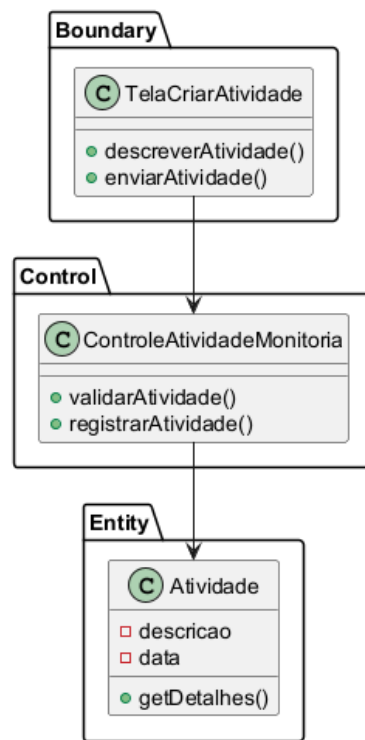 Boundary
C TelaCriarAtividade
descreverAtividade()
enviarAtividade()
Control
C ControleAtividadeMonitoria
validarAtividade()
registrarAtividade()
Entity
C Atividade
descricao
data
getDetalhes()